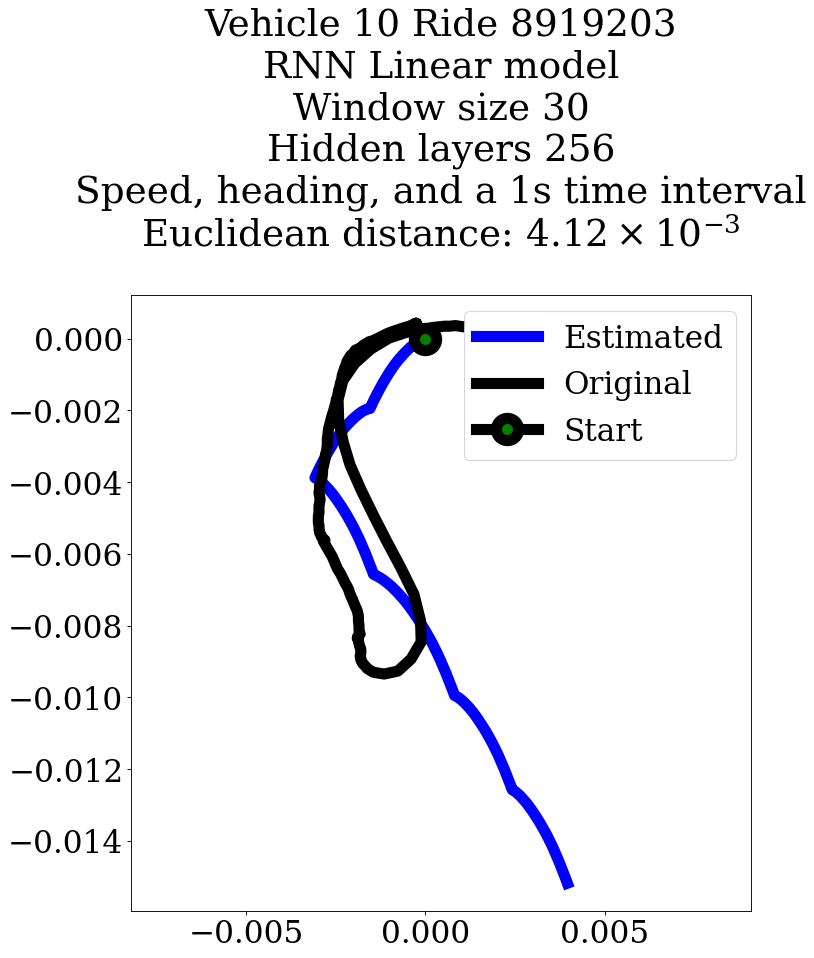 Vehicle 10 Ride 8919203
RNN Linear model
Window size 30
Hidden layers 256
Speed, heading, and a 1s time interval
Euclidean distance: 4.12 × 10⁻³
Estimated
Original
Start
0.000
−0.002
−0.004
−0.006
−0.008
−0.010
−0.012
−0.014
−0.005
0.000
0.005